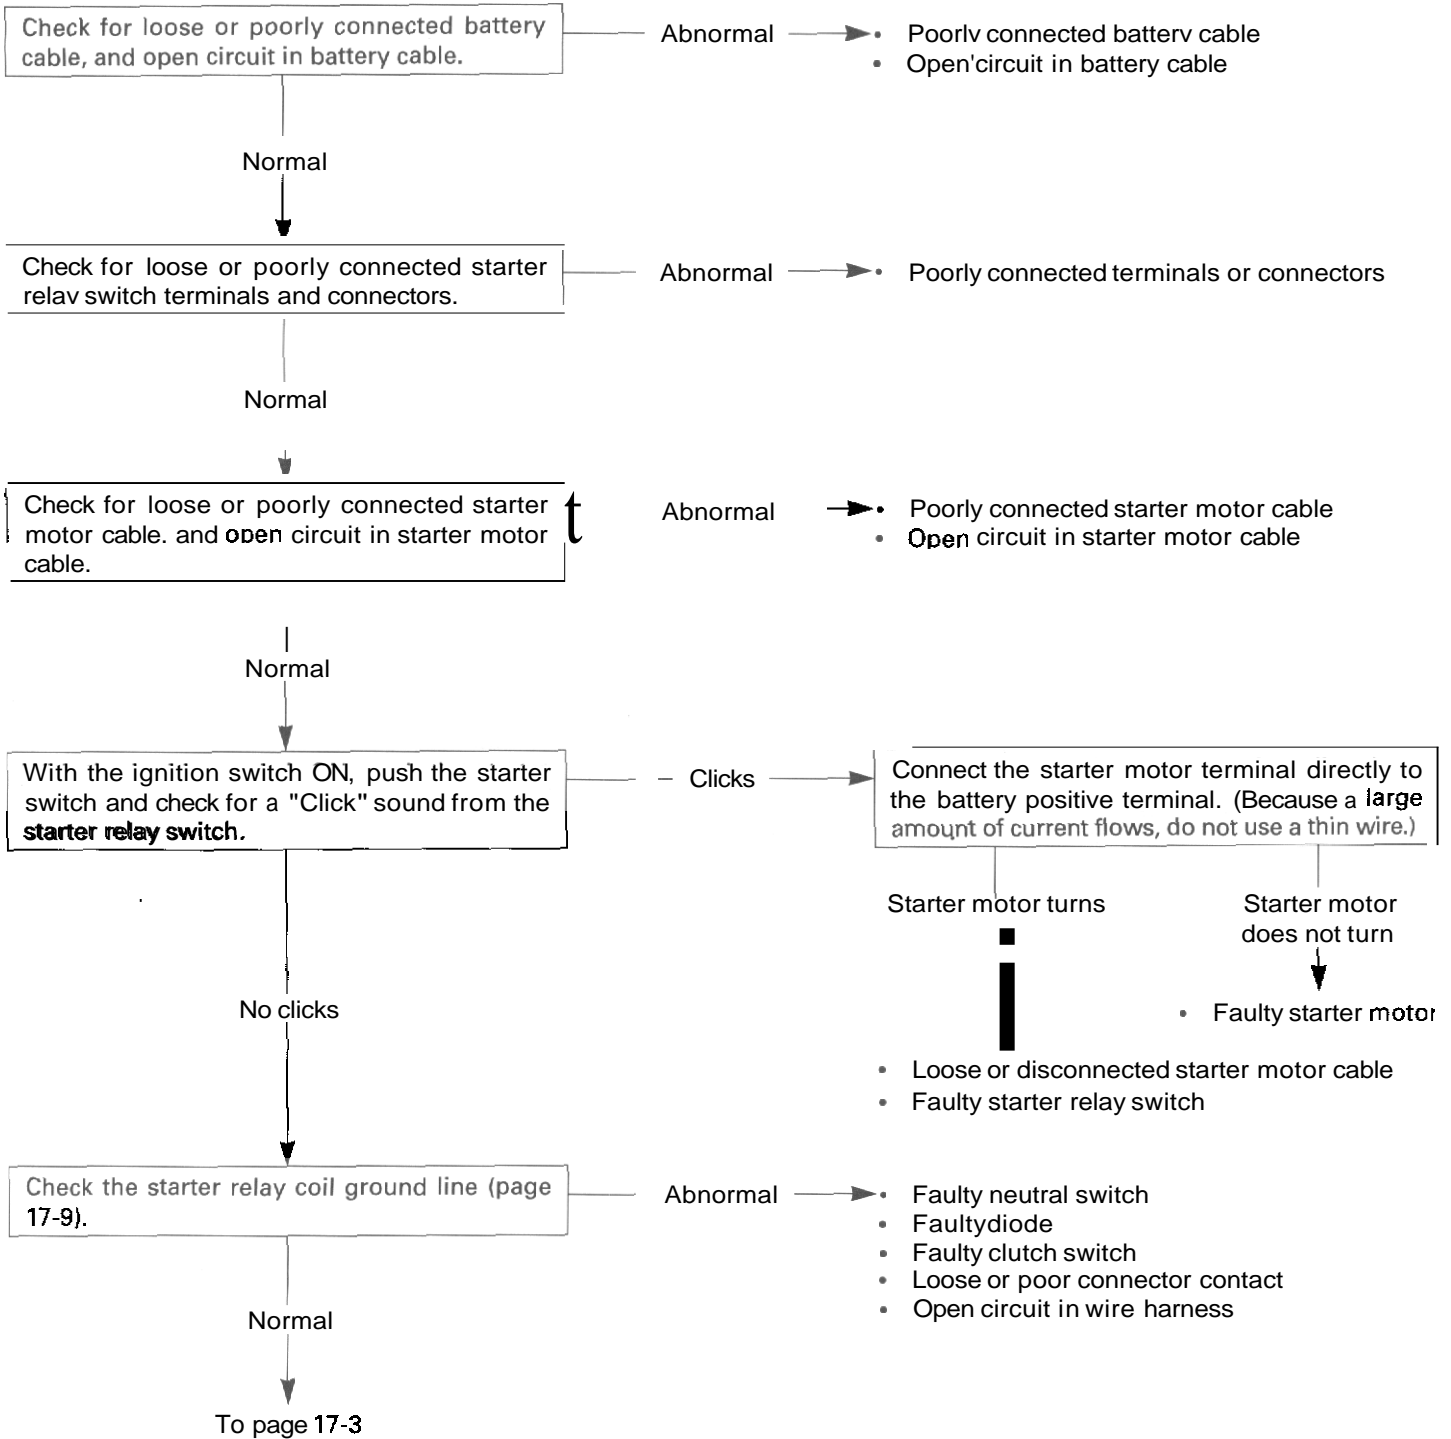 Check for loose or poorly connected battery
cable, and open circuit in battery cable.
Abnormal
• Poorlv connected batterv cable
• Open'circuit in battery cable
Normal
Check for loose or poorly connected starter
relav switch terminals and connectors.
Abnormal
• Poorly connected terminals or connectors
Normal
Check for loose or poorly connected starter
motor cable. and open circuit in starter motor
cable.
t
Abnormal
• Poorly connected starter motor cable
• Open circuit in starter motor cable
Normal
With the ignition switch ON, push the starter
switch and check for a "Click" sound from the
starter relay switch.
– Clicks
Connect the starter motor terminal directly to
the battery positive terminal. (Because a large
amount of current flows, do not use a thin wire.)
Starter motor turns
Starter motor
does not turn
• Faulty starter motor
• Loose or disconnected starter motor cable
• Faulty starter relay switch
No clicks
Check the starter relay coil ground line (page
17-9).
Abnormal
• Faulty neutral switch
• Faultydiode
• Faulty clutch switch
• Loose or poor connector contact
• Open circuit in wire harness
Normal
To page 17-3